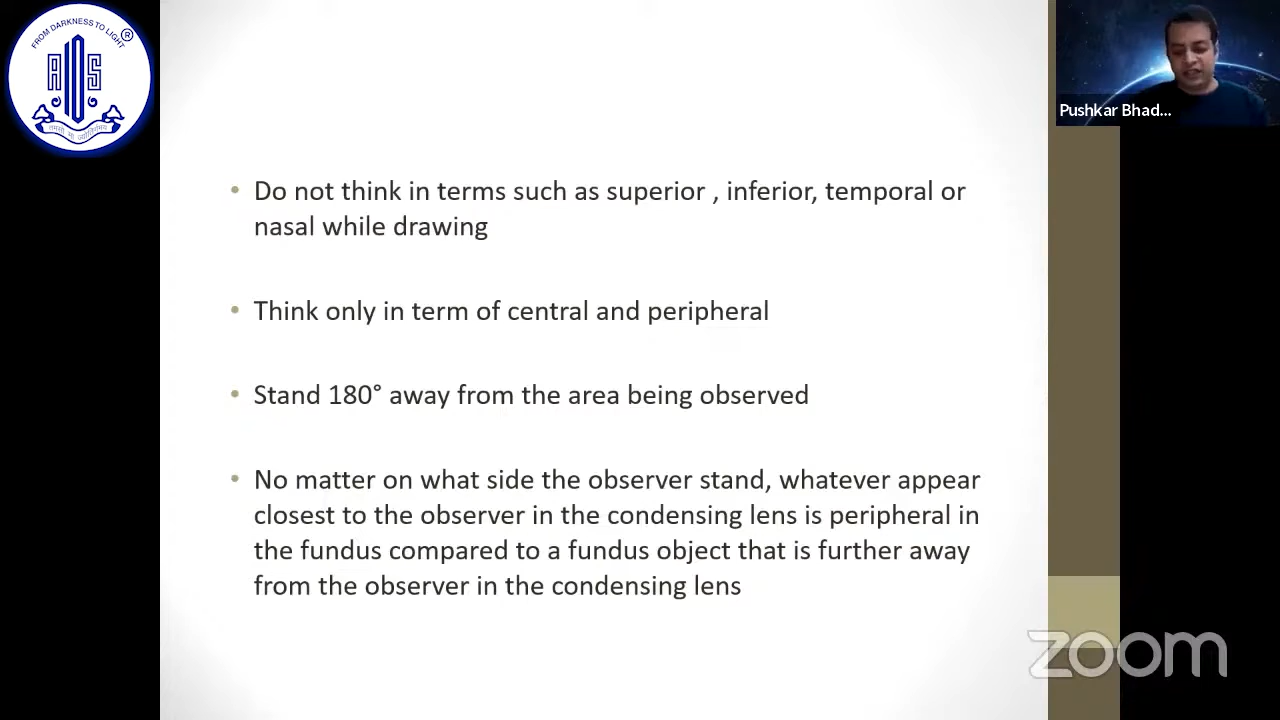 FROM DARKNESS TO LIGHT
®
AIOS
तमसो मा ज्योतिर्गमय
Pushkar Bhad...
• Do not think in terms such as superior , inferior, temporal or
nasal while drawing
• Think only in term of central and peripheral
• Stand 180° away from the area being observed
• No matter on what side the observer stand, whatever appear
closest to the observer in the condensing lens is peripheral in
the fundus compared to a fundus object that is further away
from the observer in the condensing lens
zoom